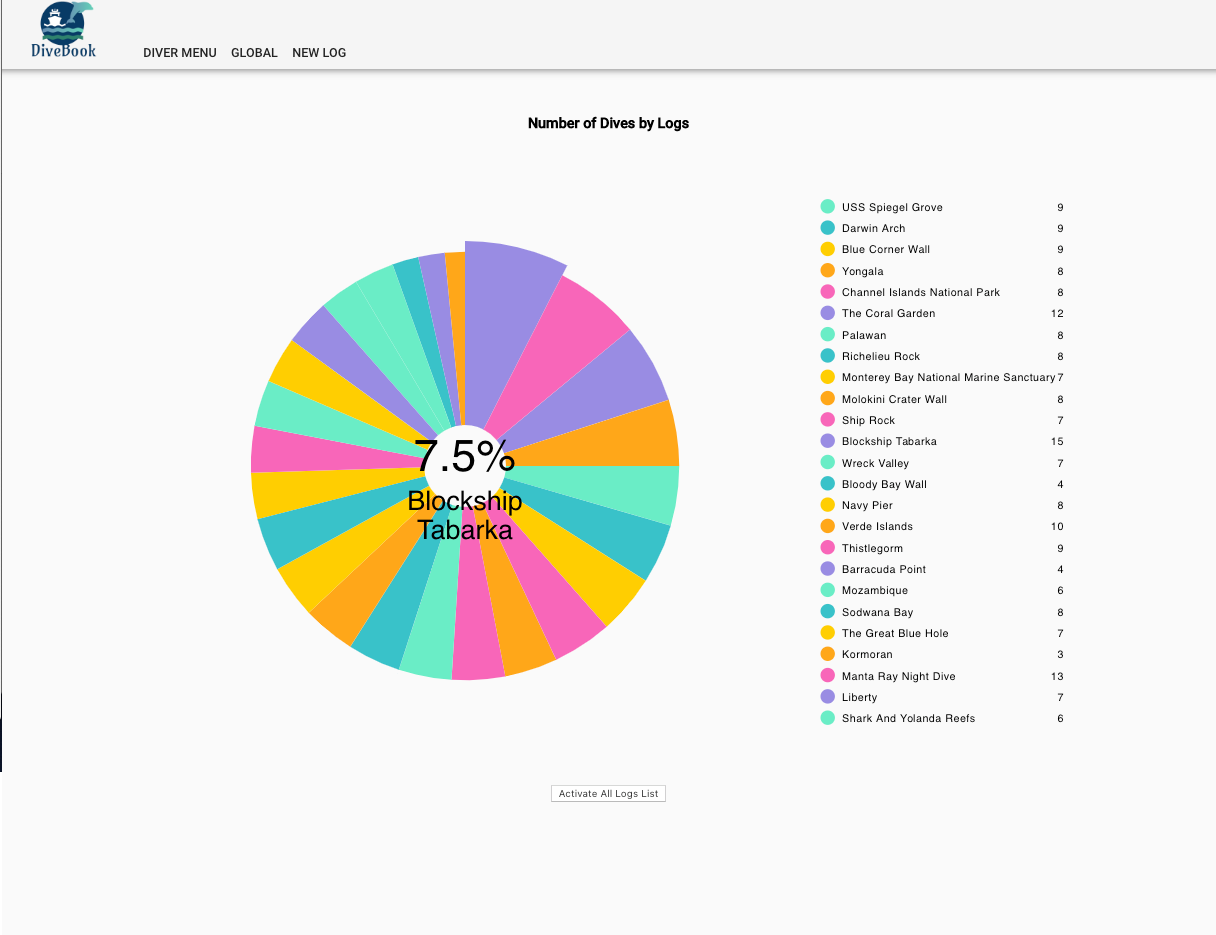 DiveBook
DIVER MENU GLOBAL NEW LOG
Number of Dives by Logs
7.5%
Blockship
Tabarka
USS Spiegel Grove 9
Darwin Arch 9
Blue Corner Wall 9
Yongala 8
Channel Islands National Park 8
The Coral Garden 12
Palawan 8
Richelieu Rock 8
Monterey Bay National Marine Sanctuary 7
Molokini Crater Wall 8
Ship Rock 7
Blockship Tabarka 15
Wreck Valley 7
Bloody Bay Wall 4
Navy Pier 8
Verde Islands 10
Thistlegorm 9
Barracuda Point 4
Mozambique 6
Sodwana Bay 8
The Great Blue Hole 7
Kormoran 3
Manta Ray Night Dive 13
Liberty 7
Shark And Yolanda Reefs 6
Activate All Logs List